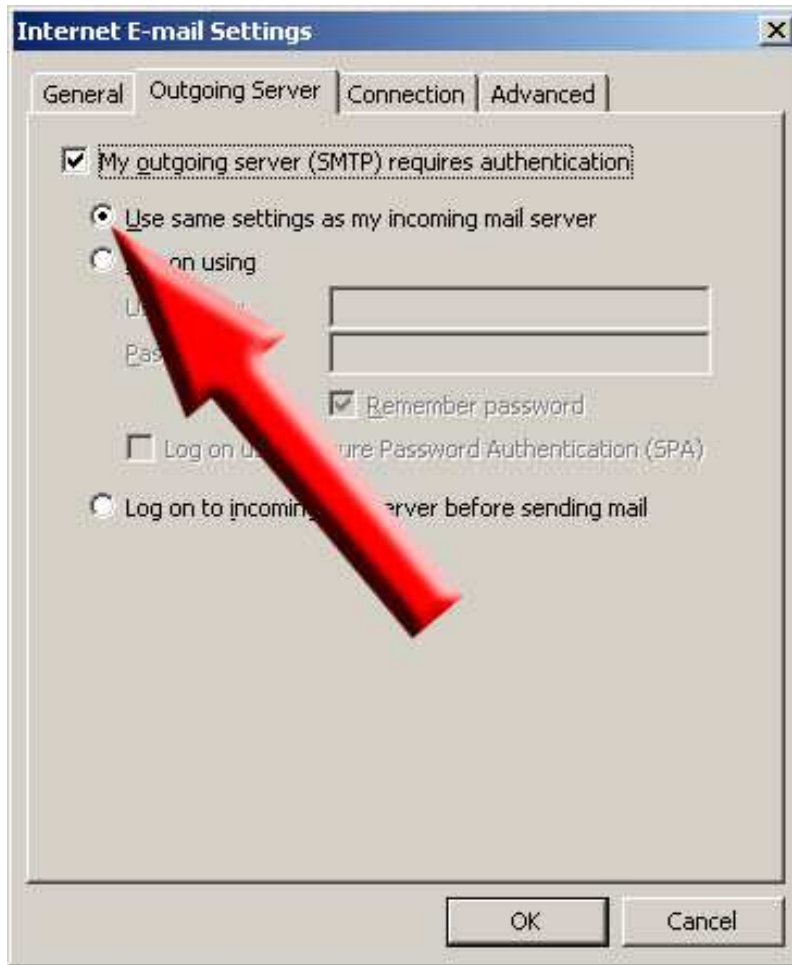 Internet E-mail Settings
General Outgoing Server Connection Advanced
My outgoing server (SMTP) requires authentication
Use same settings as my incoming mail server
on using
Remember password
Log on ure Password Authentication (SPA)
Log on to incoming erver before sending mail
OK Cancel